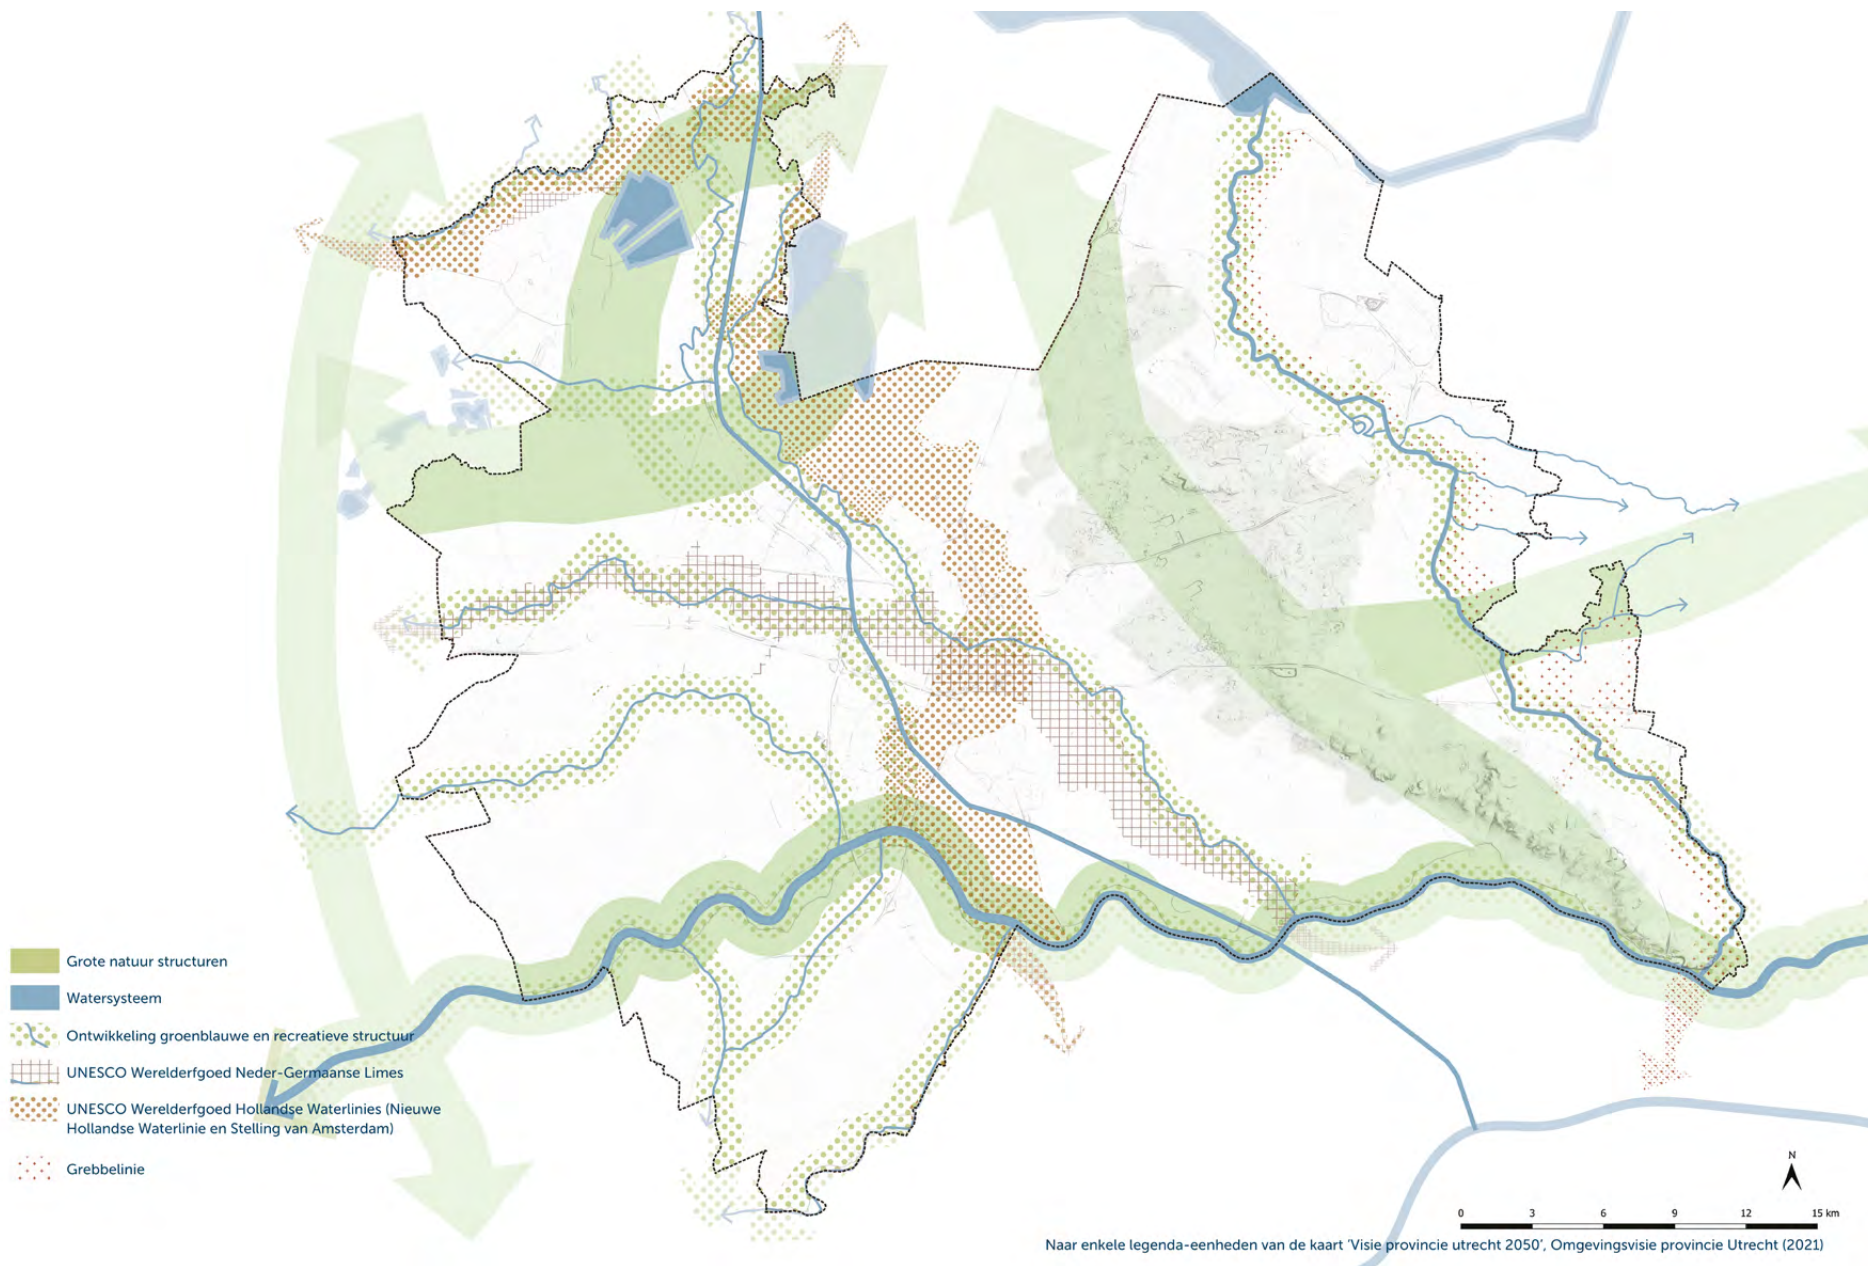 Grote natuur structuren
Watersysteem
Ontwikkeling groenblauwe en recreatieve structuur
UNESCO Werelderfgoed Neder-Germaanse Limes
UNESCO Werelderfgoed Hollandse Waterlinies (Nieuwe
Hollandse Waterlinie en Stelling van Amsterdam)
Grebbelinie
N
0 3 6 9 12 15 km
Naar enkele legenda-eenheden van de kaart 'Visie provincie utrecht 2050', Omgevingsvisie provincie Utrecht (2021)